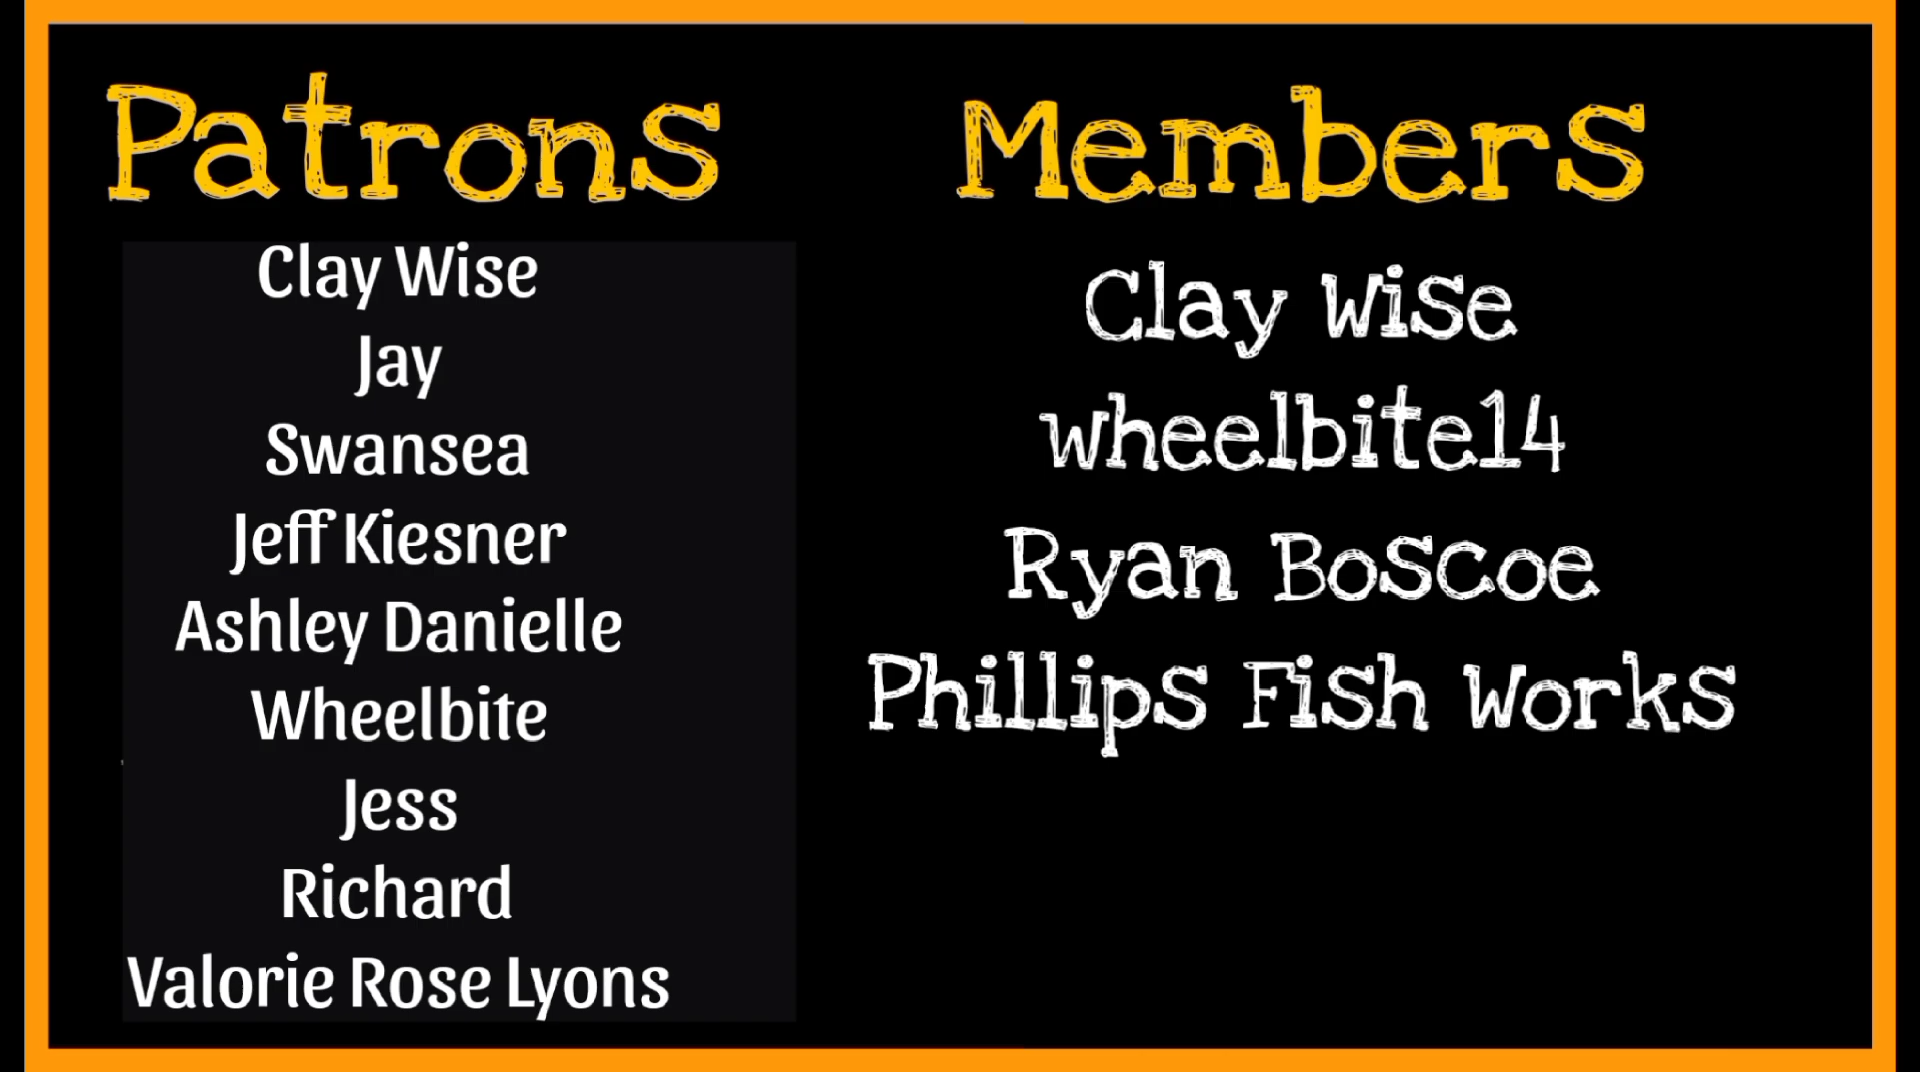 Patrons
Clay Wise
Jay
Swansea
Jeff Kiesner
Ashley Danielle
Wheelbite
Jess
Richard
Valorie Rose Lyons
Members
Clay Wise
wheelbite14
Ryan Boscoe
Phillips Fish Works